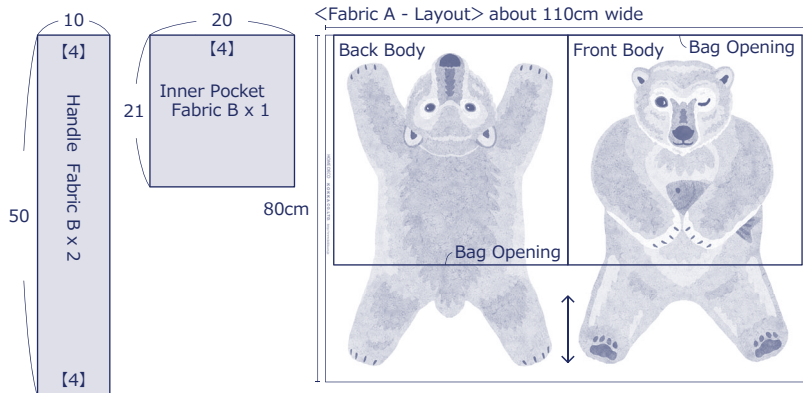 10
【4】
Handle Fabric B x 2
50
【4】
20
【4】
Inner Pocket
Fabric B x 1
21
<Fabric A - Layout> about 110cm wide
80cm
Back Body
Bag Opening
Front Body
Bag Opening